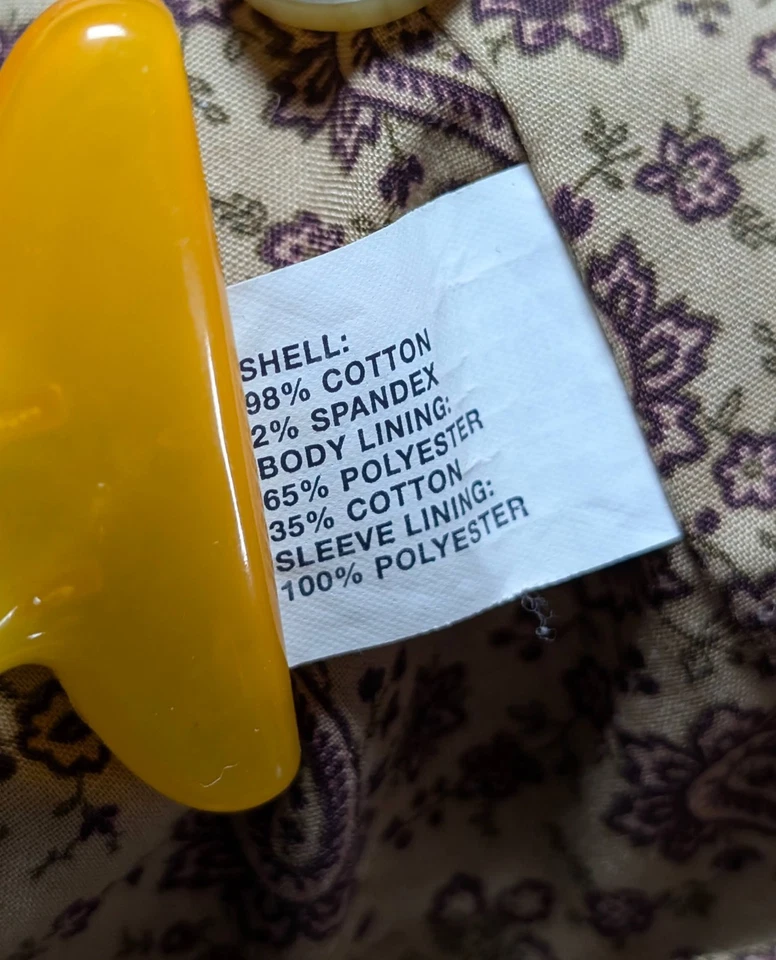 SHELL:
98% COTTON
2% SPANDEX
BODY LINING:
65% POLYESTER
35% COTTON
SLEEVE LINING:
100% POLYESTER